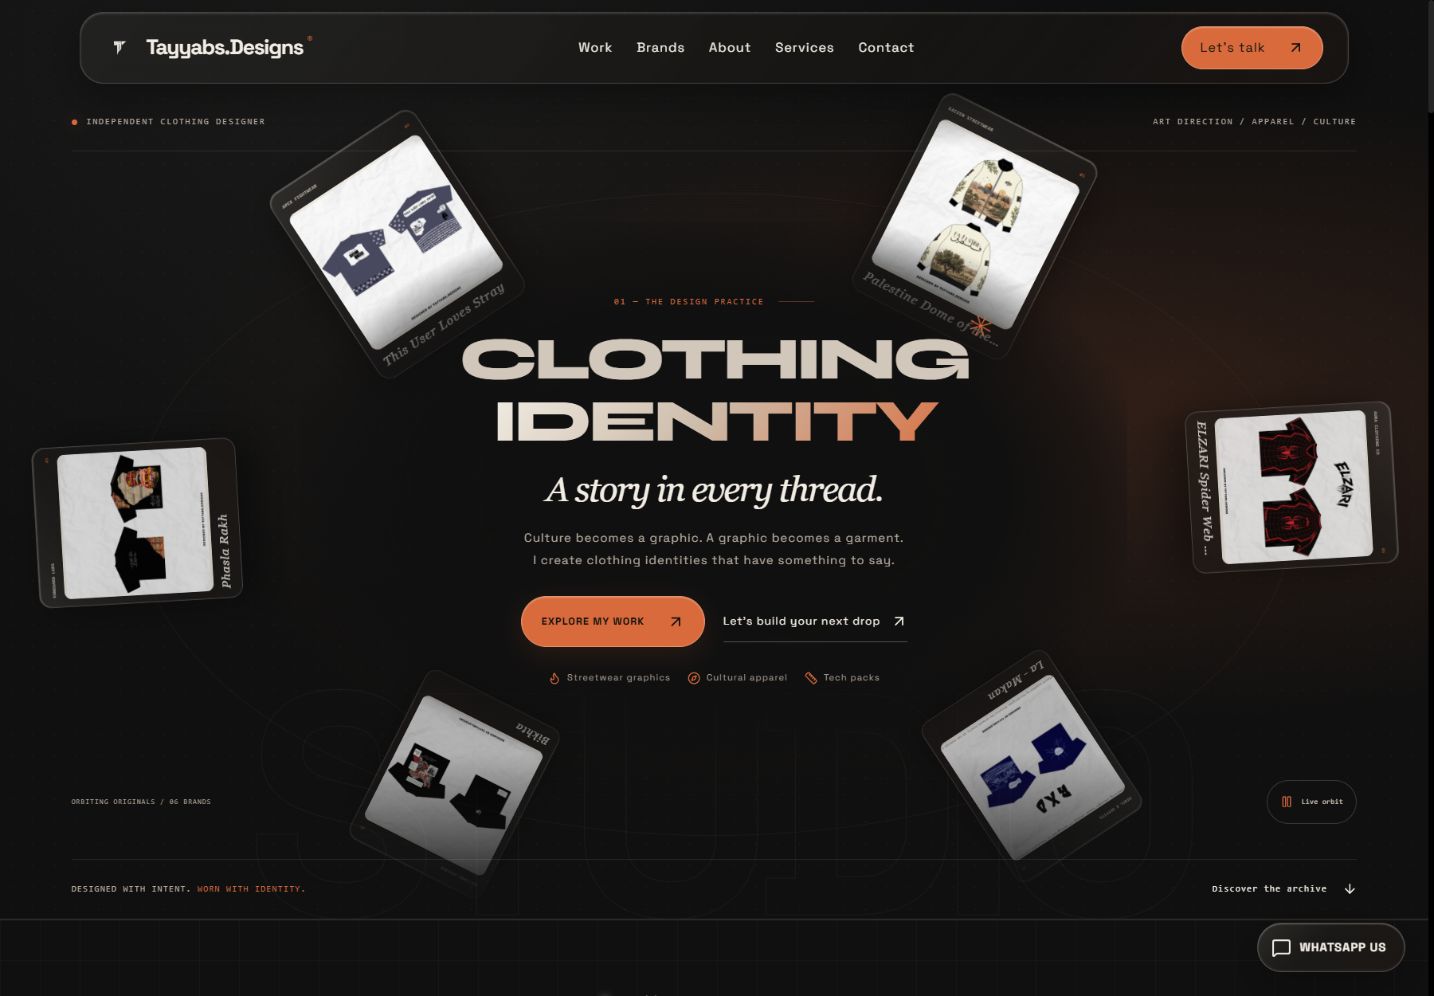 Tayyabs.Designs
Work
Brands
About
Services
Contact
Let's talk
INDEPENDENT CLOTHING DESIGNER
ART DIRECTION / APPAREL / CULTURE
This User Loves Stray
Palestine Dome of the...
01 — THE DESIGN PRACTICE
CLOTHING
IDENTITY
A story in every thread.
Culture becomes a graphic. A graphic becomes a garment.
I create clothing identities that have something to say.
Phasla Rakh
ELZARI Spider Web ...
ELZARI
EXPLORE MY WORK
Let's build your next drop
Streetwear graphics
Cultural apparel
Tech packs
Bikhta
La - Makan
STUDIO
ORBITING ORIGINALS / 06 BRANDS
Live orbit
DESIGNED WITH INTENT. WORN WITH IDENTITY.
Discover the archive
WHATSAPP US